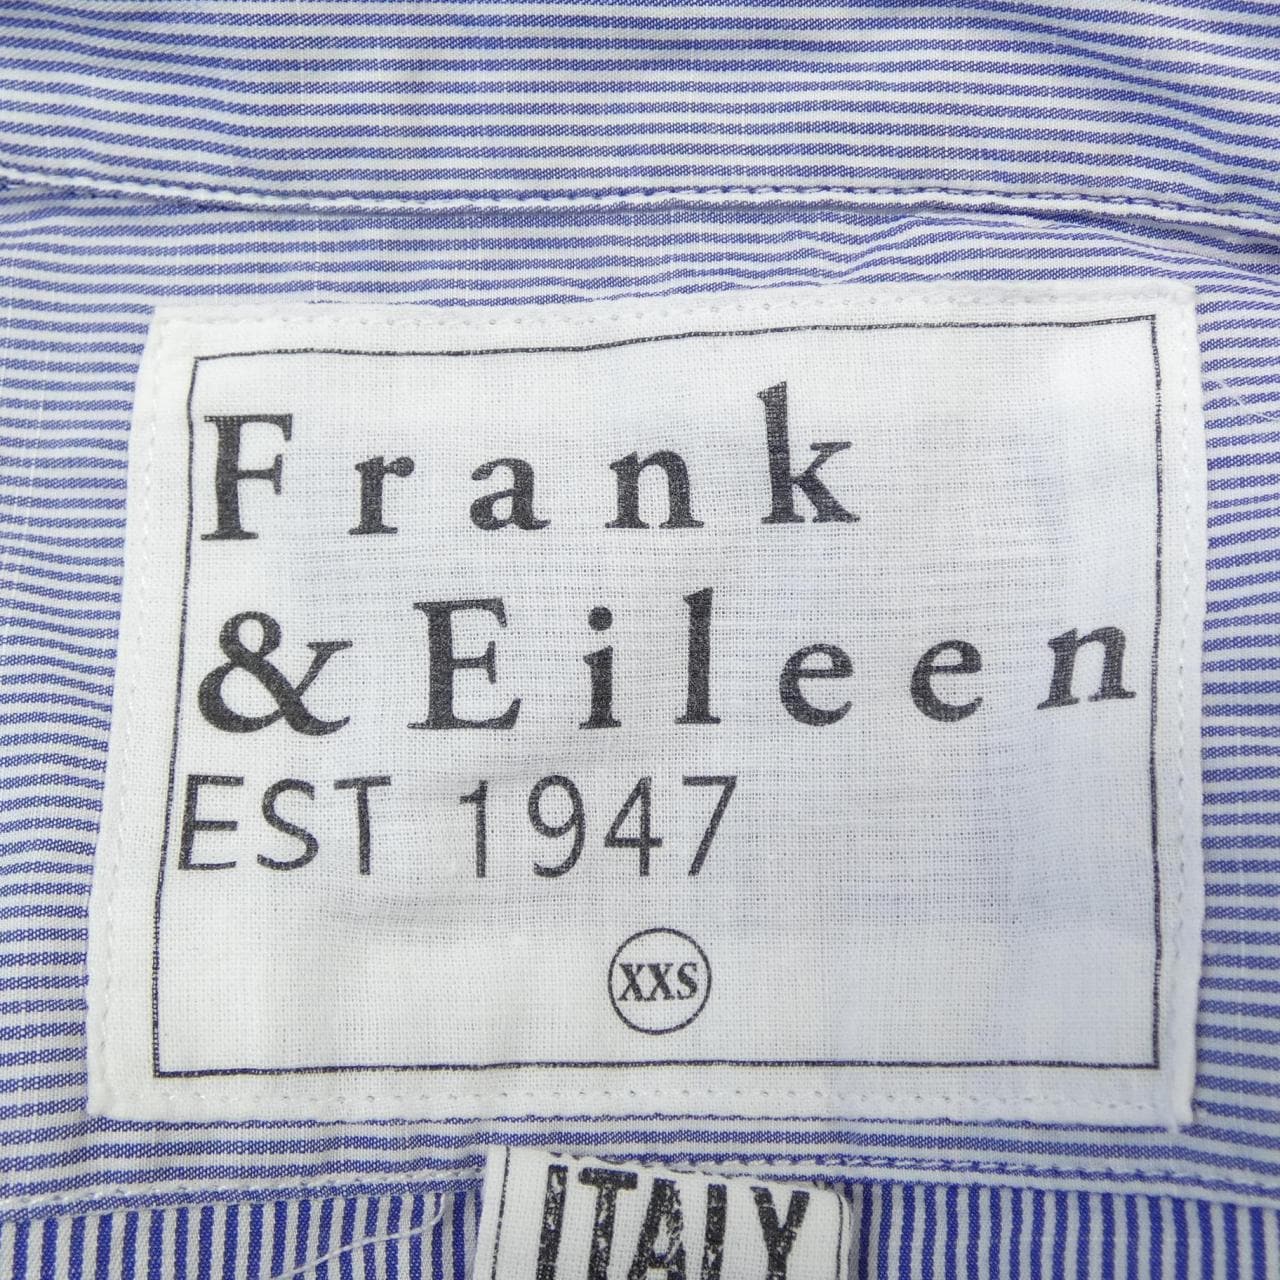 Frank
& Eileen
EST 1947
XXS
ITALY